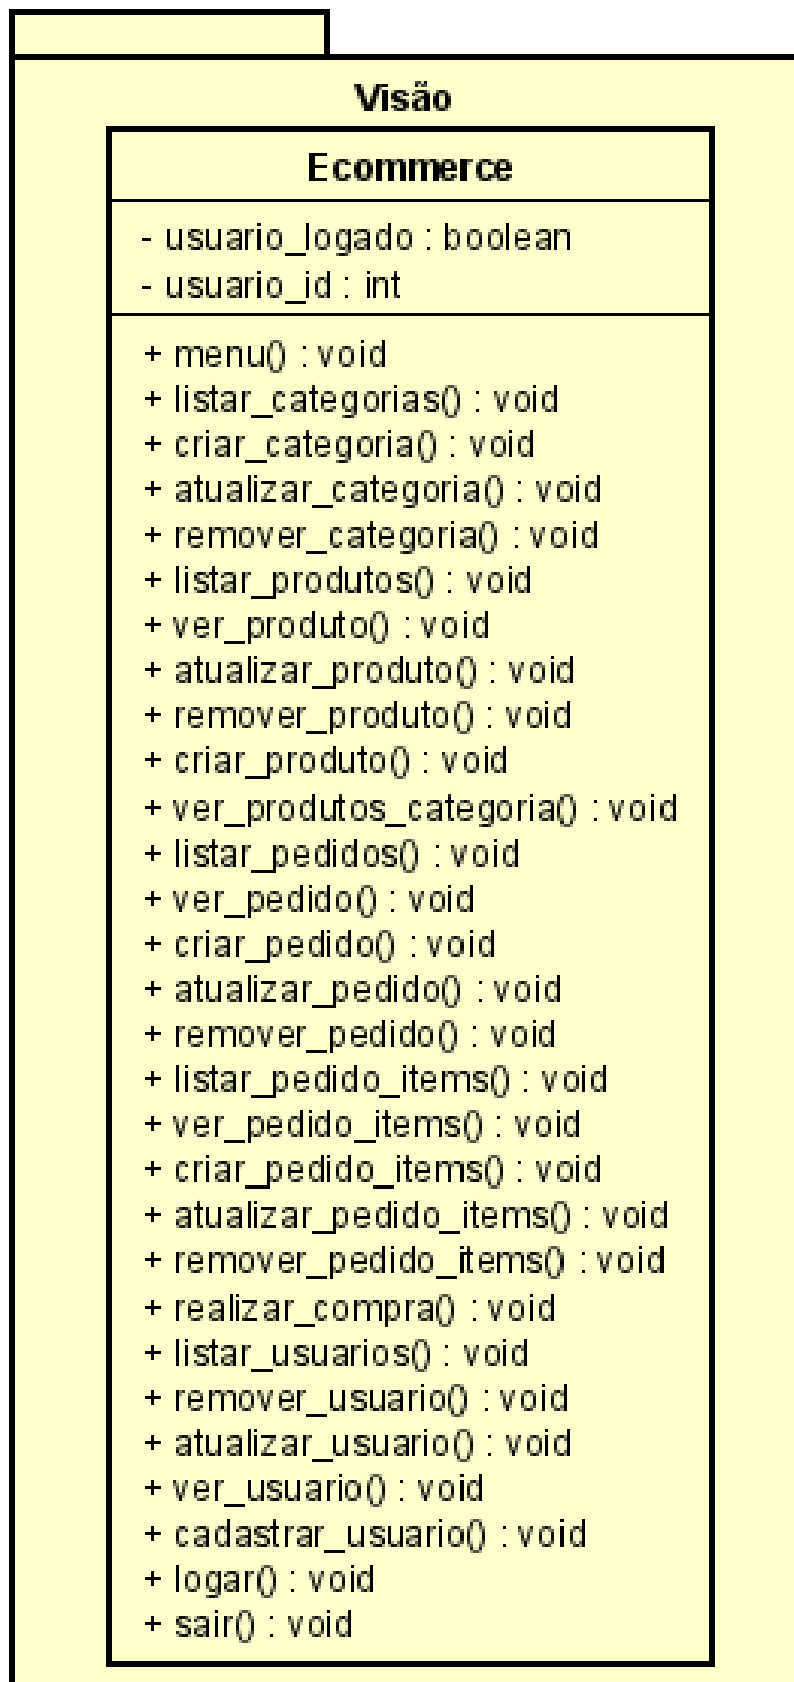 Visão
Ecommerce
- usuario_logado : boolean
- usuario_id : int
+ menu() : void
+ listar_categorias() : void
+ criar_categoria() : void
+ atualizar_categoria() : void
+ remover_categoria() : void
+ listar_produtos() : void
+ ver_produto() : void
+ atualizar_produto() : void
+ remover_produto() : void
+ criar_produto() : void
+ ver_produtos_categoria() : void
+ listar_pedidos() : void
+ ver_pedido() : void
+ criar_pedido() : void
+ atualizar_pedido() : void
+ remover_pedido() : void
+ listar_pedido_items() : void
+ ver_pedido_items() : void
+ criar_pedido_items() : void
+ atualizar_pedido_items() : void
+ remover_pedido_items() : void
+ realizar_compra() : void
+ listar_usuarios() : void
+ remover_usuario() : void
+ atualizar_usuario() : void
+ ver_usuario() : void
+ cadastrar_usuario() : void
+ logar() : void
+ sair() : void